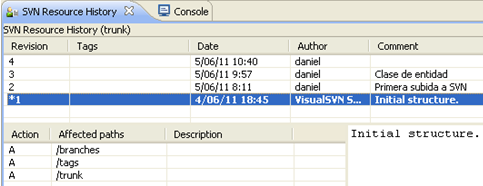 SVN Resource History Console
SVN Resource History (trunk)
Revision Tags Date Author Comment
4 5/06/11 10:40 daniel
3 5/06/11 9:57 daniel Clase de entidad
2 5/06/11 8:11 daniel Primera subida a SVN
*1 4/06/11 18:45 VisualSVN S... Initial structure.
Action Affected paths Description
Initial structure.
A /branches
A /tags
A /trunk